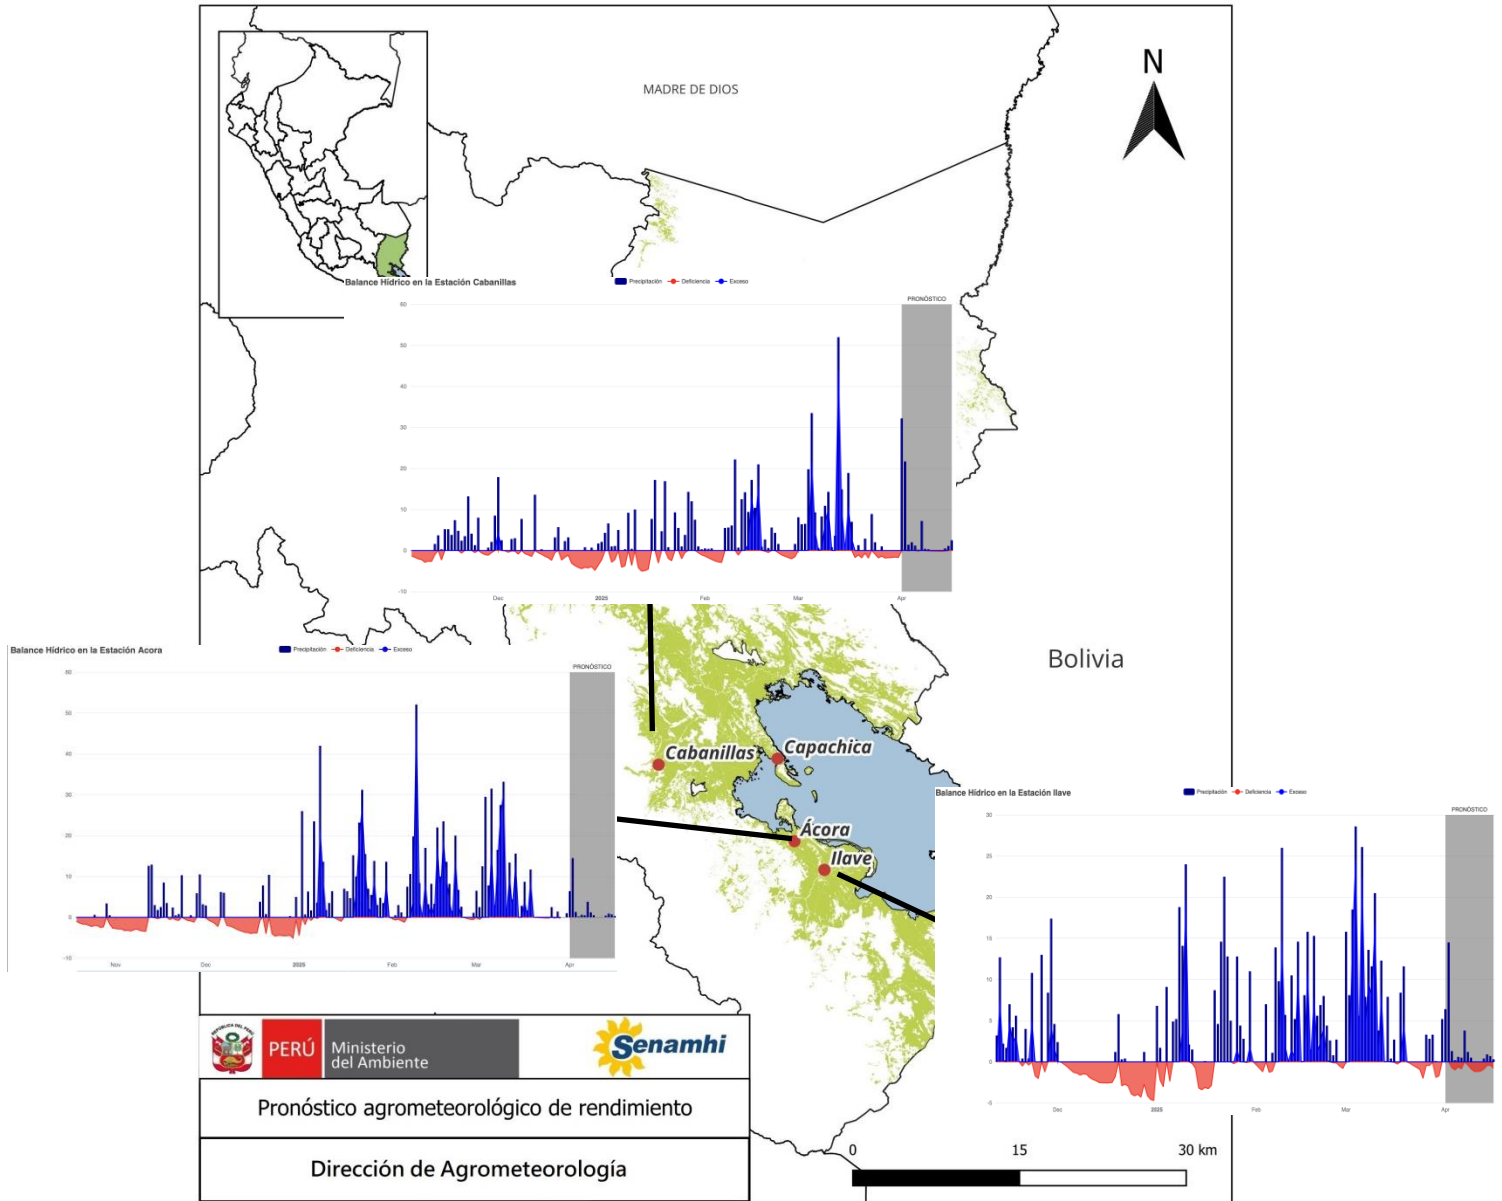 N
MADRE DE DIOS
Balance Hídrico en la Estación Cabanillas
Precipitación Deficiencia Exceso
PRONÓSTICO
60
50
40
30
20
10
0
-10
Dec 2025 Feb Mar Apr
Balance Hídrico en la Estación Acora
Precipitación Deficiencia Exceso
PRONÓSTICO
60
50
40
30
20
10
0
-10
Nov Dec 2025 Feb Mar Apr
Bolivia
Cabanillas
Capachica
Ácora
Ilave
Balance Hídrico en la Estación Ilave
Precipitación Deficiencia Exceso
PRONÓSTICO
30
25
20
15
10
5
0
-5
Dec 2025 Feb Mar Apr
REPÚBLICA DEL PERÚ
PERÚ
Ministerio
del Ambiente
Senamhi
Pronóstico agrometeorológico de rendimiento
Dirección de Agrometeorología
0 15 30 km